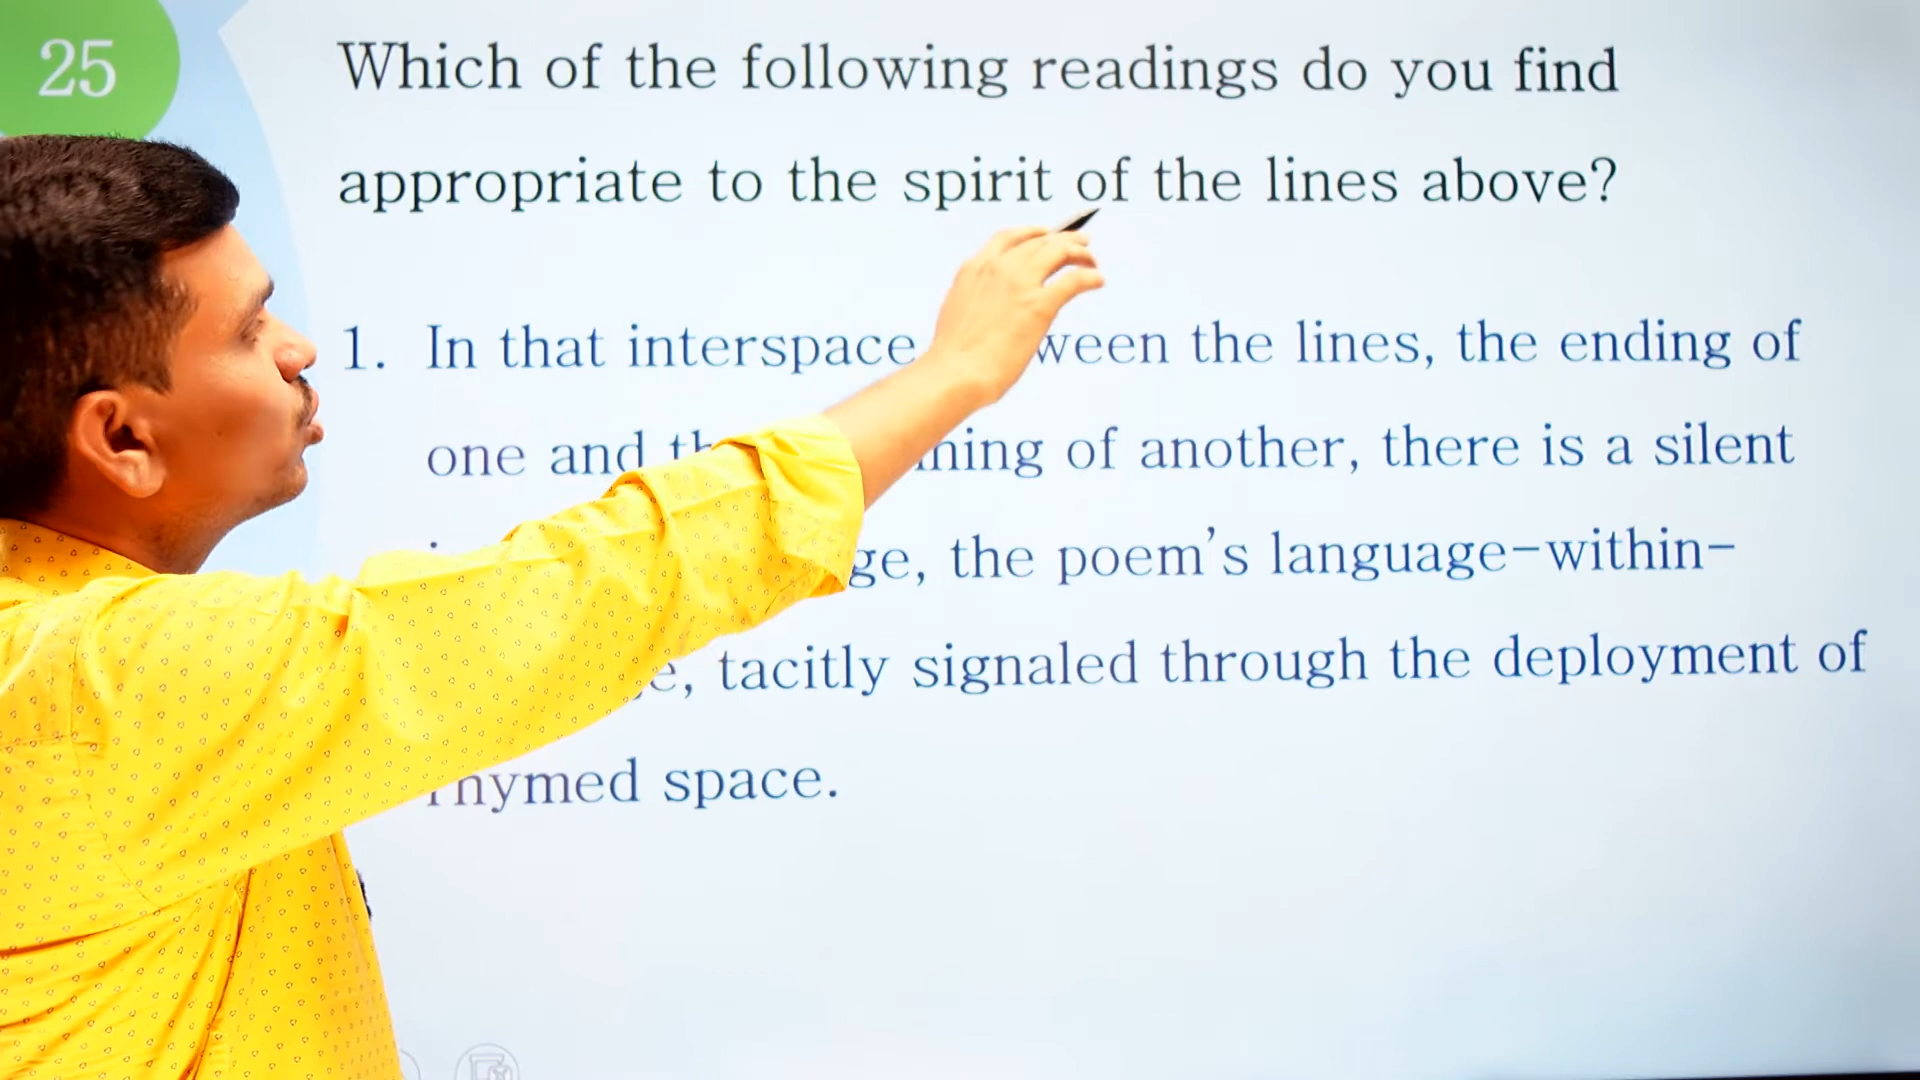 25
Which of the following readings do you find
appropriate to the spirit of the lines above?
1. In that interspace ween the lines, the ending of
one and th ning of another, there is a silent
ge, the poem's language-within-
e, tacitly signaled through the deployment of
rhymed space.